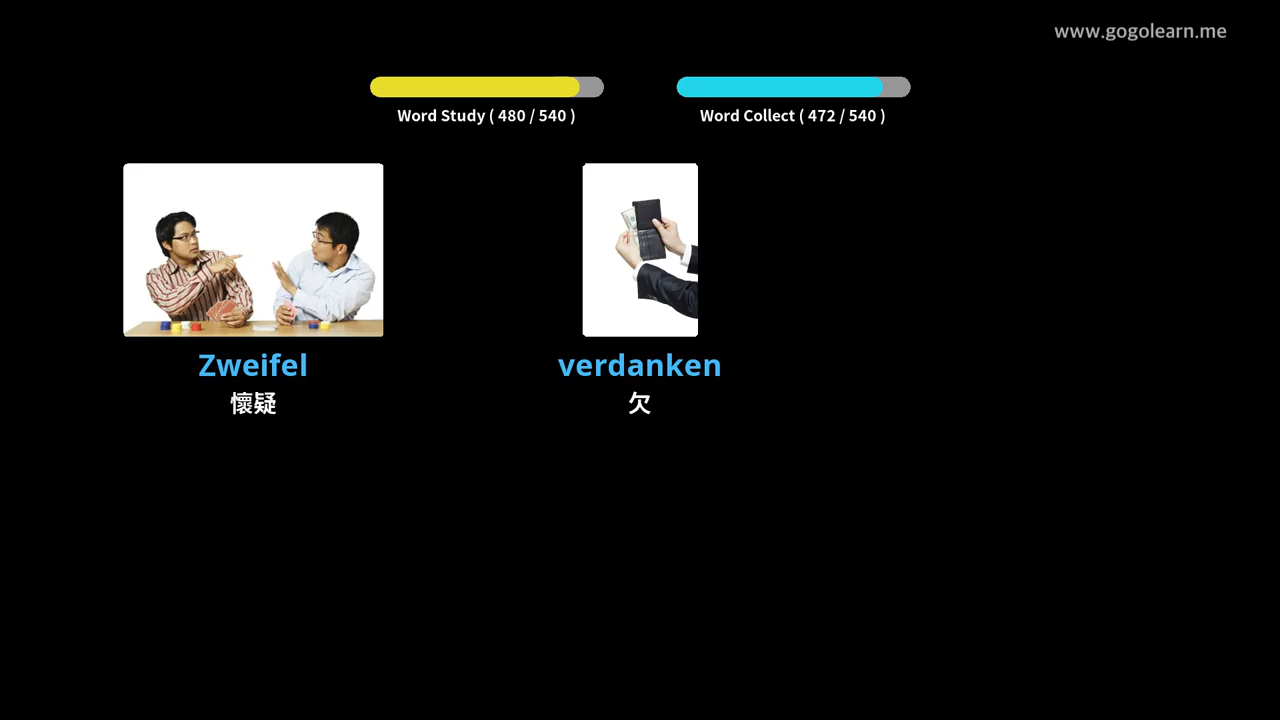 www.gogolearn.me
Word Study ( 480 / 540 )
Word Collect ( 472 / 540 )
Zweifel
懷疑
verdanken
欠